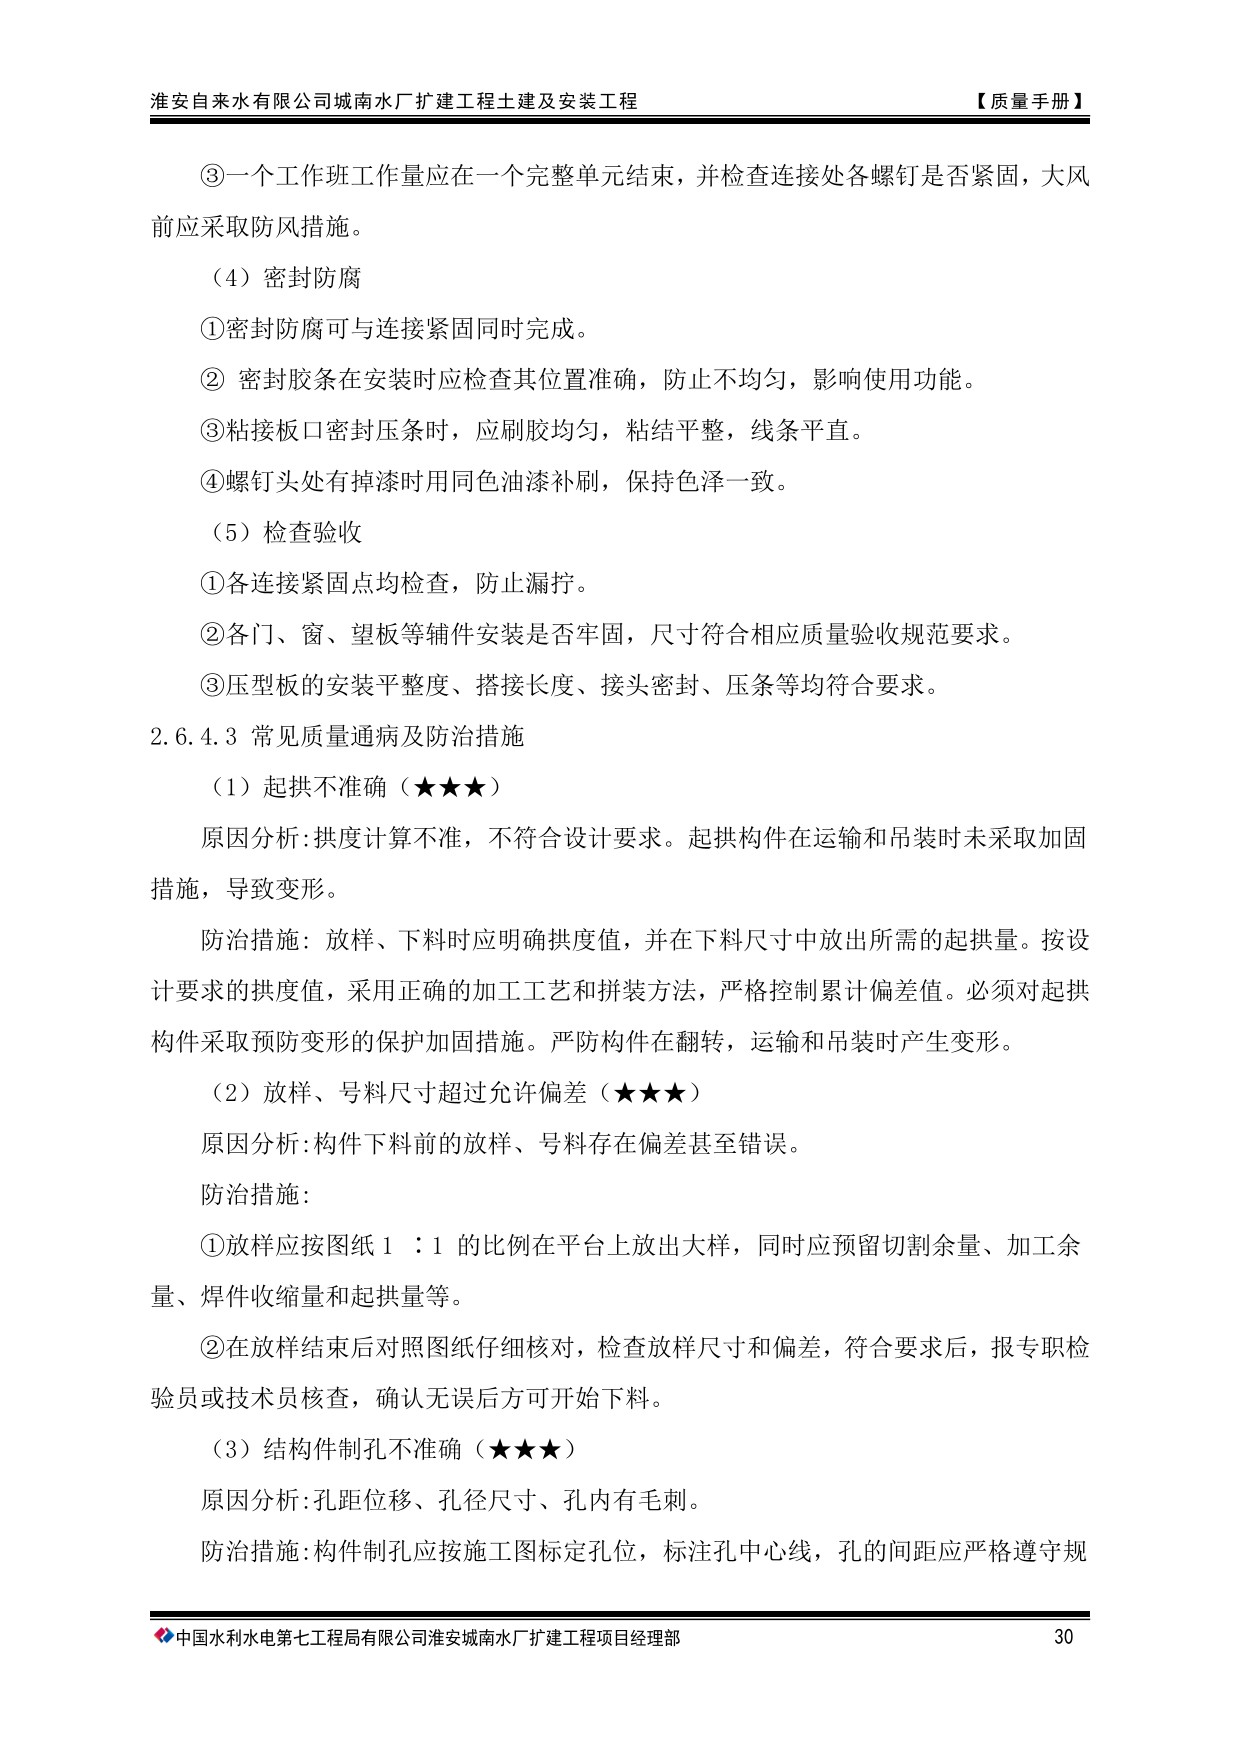 淮安自来水有限公司城南水厂扩建工程土建及安装工程 【质量手册】
③一个工作班工作量应在一个完整单元结束，并检查连接处各螺钉是否紧固，大风
前应采取防风措施。
（4）密封防腐
①密封防腐可与连接紧固同时完成。
② 密封胶条在安装时应检查其位置准确，防止不均匀，影响使用功能。
③粘接板口密封压条时，应刷胶均匀，粘结平整，线条平直。
④螺钉头处有掉漆时用同色油漆补刷，保持色泽一致。
（5）检查验收
①各连接紧固点均检查，防止漏拧。
②各门、窗、望板等辅件安装是否牢固，尺寸符合相应质量验收规范要求。
③压型板的安装平整度、搭接长度、接头密封、压条等均符合要求。
2.6.4.3 常见质量通病及防治措施
（1）起拱不准确（★★★）
原因分析:拱度计算不准，不符合设计要求。起拱构件在运输和吊装时未采取加固
措施，导致变形。
防治措施: 放样、下料时应明确拱度值，并在下料尺寸中放出所需的起拱量。按设
计要求的拱度值，采用正确的加工工艺和拼装方法，严格控制累计偏差值。必须对起拱
构件采取预防变形的保护加固措施。严防构件在翻转，运输和吊装时产生变形。
（2）放样、号料尺寸超过允许偏差（★★★）
原因分析:构件下料前的放样、号料存在偏差甚至错误。
防治措施:
①放样应按图纸 1 ∶1 的比例在平台上放出大样，同时应预留切割余量、加工余
量、焊件收缩量和起拱量等。
②在放样结束后对照图纸仔细核对，检查放样尺寸和偏差，符合要求后，报专职检
验员或技术员核查，确认无误后方可开始下料。
（3）结构件制孔不准确（★★★）
原因分析:孔距位移、孔径尺寸、孔内有毛刺。
防治措施:构件制孔应按施工图标定孔位，标注孔中心线，孔的间距应严格遵守规
中国水利水电第七工程局有限公司淮安城南水厂扩建工程项目经理部 30